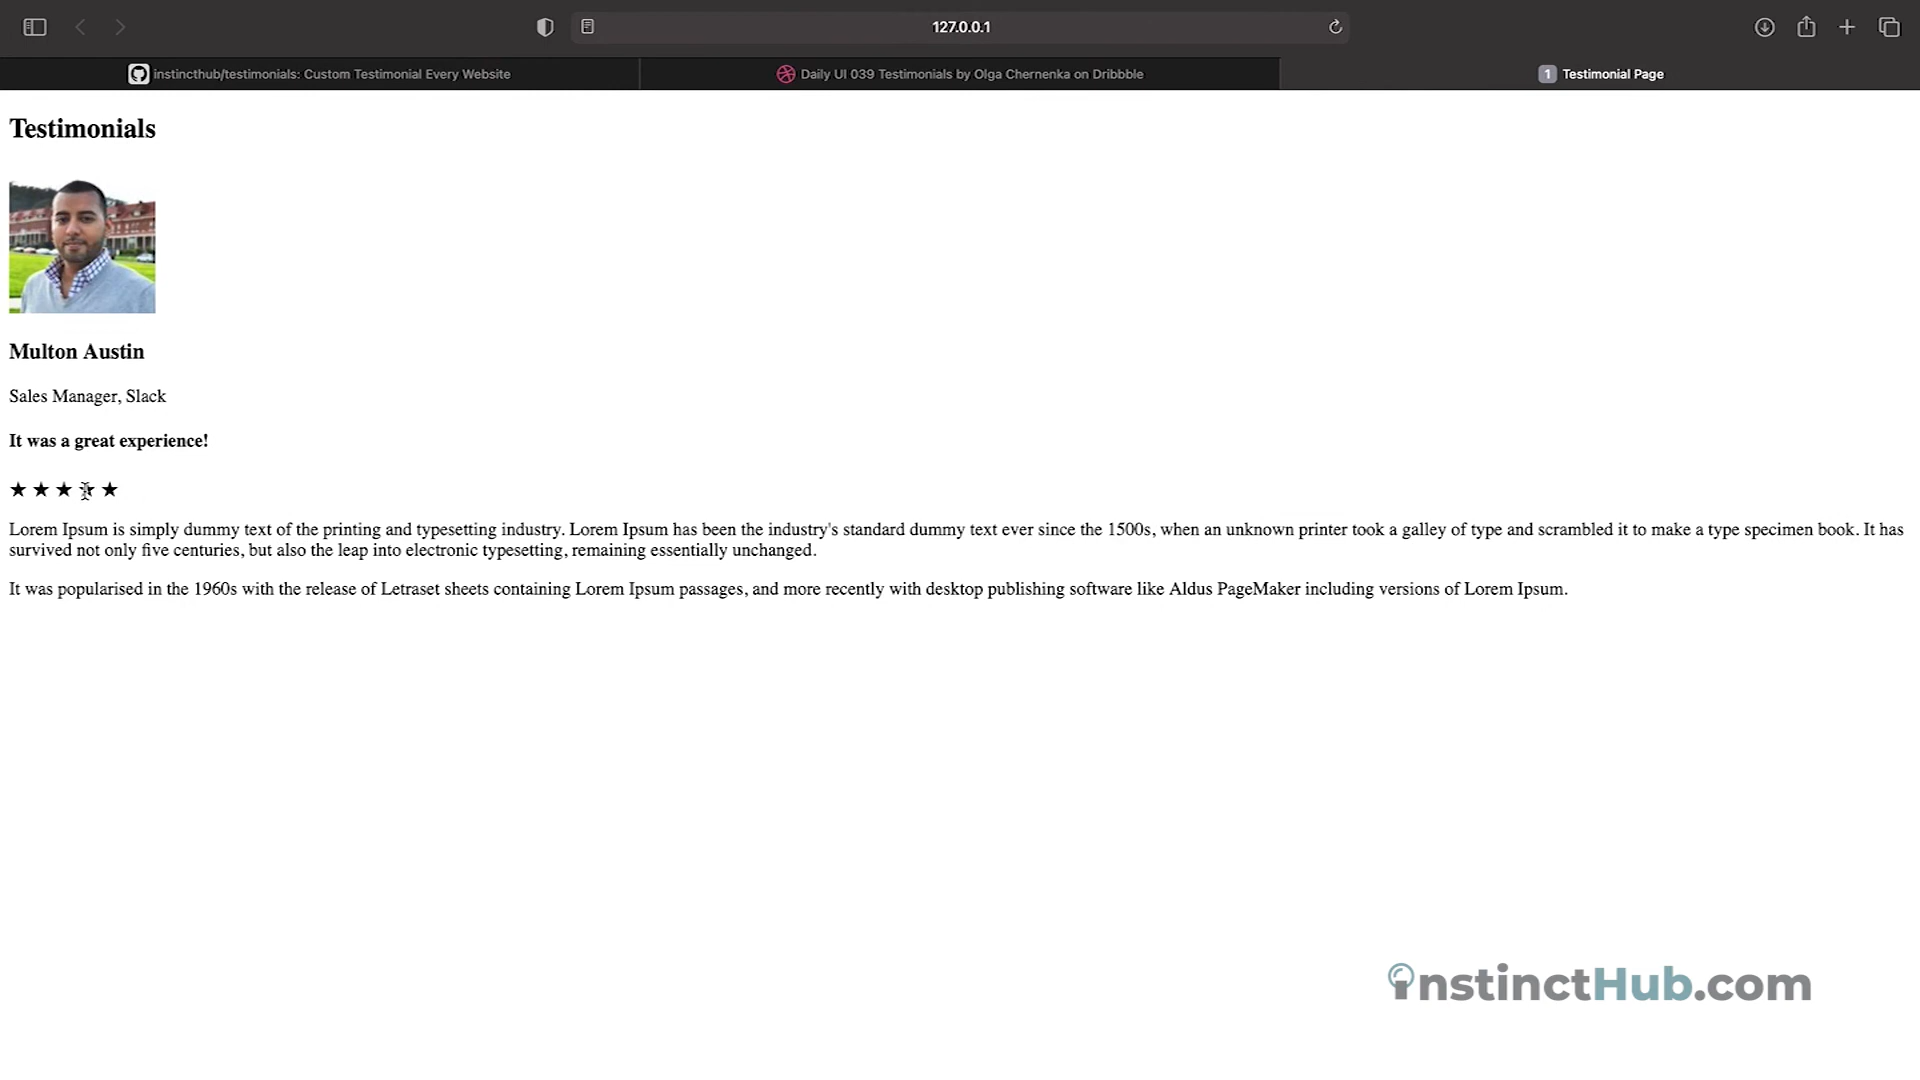 127.0.0.1
instincthub/testimonials: Custom Testimonial Every Website
Daily UI 039 Testimonials by Olga Chernenka on Dribbble
1 Testimonial Page
Testimonials
Multon Austin
Sales Manager, Slack
It was a great experience!
★ ★ ★ ★ ★
Lorem Ipsum is simply dummy text of the printing and typesetting industry. Lorem Ipsum has been the industry's standard dummy text ever since the 1500s, when an unknown printer took a galley of type and scrambled it to make a type specimen book. It has
survived not only five centuries, but also the leap into electronic typesetting, remaining essentially unchanged.
It was popularised in the 1960s with the release of Letraset sheets containing Lorem Ipsum passages, and more recently with desktop publishing software like Aldus PageMaker including versions of Lorem Ipsum.
instinctHub.com